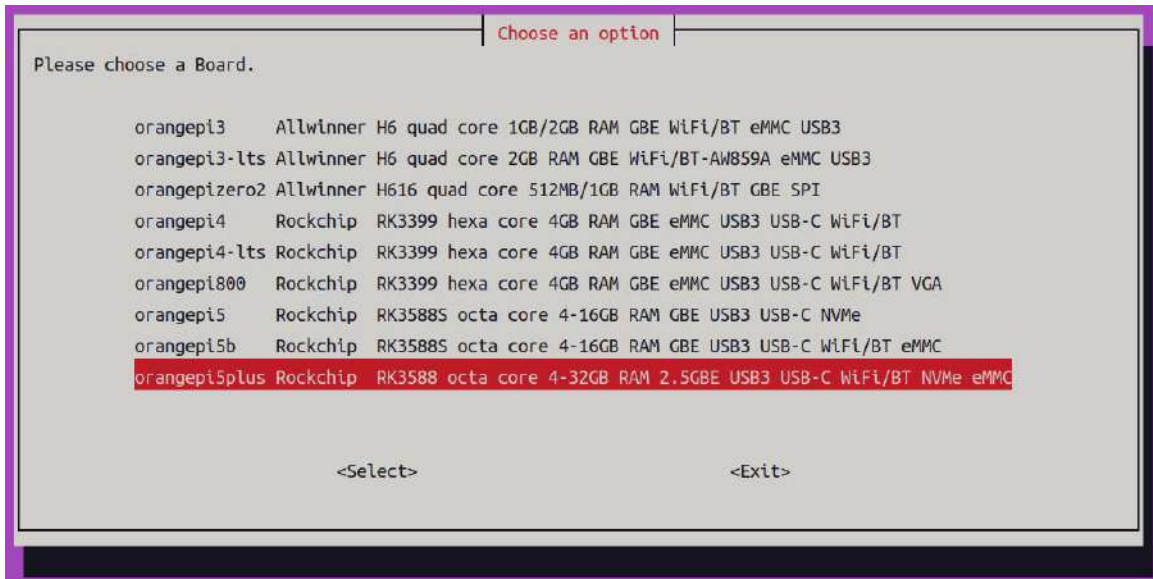 Choose an option
Please choose a Board.
orangepi3 Allwinner H6 quad core 1GB/2GB RAM GBE WiFi/BT eMMC USB3
orangepi3-lts Allwinner H6 quad core 2GB RAM GBE WiFi/BT-AW859A eMMC USB3
orangepizero2 Allwinner H616 quad core 512MB/1GB RAM WiFi/BT GBE SPI
orangepi4 Rockchip RK3399 hexa core 4GB RAM GBE eMMC USB3 USB-C WiFi/BT
orangepi4-lts Rockchip RK3399 hexa core 4GB RAM GBE eMMC USB3 USB-C WiFi/BT
orangepi800 Rockchip RK3399 hexa core 4GB RAM GBE eMMC USB3 USB-C WiFi/BT VGA
orangepi5 Rockchip RK3588S octa core 4-16GB RAM GBE USB3 USB-C NVMe
orangepi5b Rockchip RK3588S octa core 4-16GB RAM GBE USB3 USB-C WiFi/BT eMMC
orangepi5plus Rockchip RK3588 octa core 4-32GB RAM 2.5GBE USB3 USB-C WiFi/BT NVMe eMMC
<Select> <Exit>